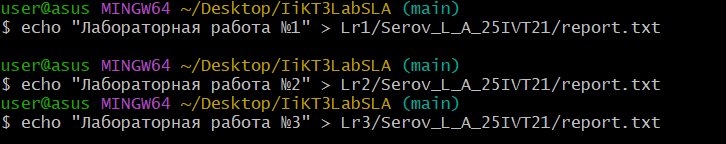 user@asus MINGW64 ~/Desktop/IiKT3LabSLA (main)
$ echo "Лабораторная работа №1" > Lr1/Serov_L_A_25IVT21/report.txt
user@asus MINGW64 ~/Desktop/IiKT3LabSLA (main)
$ echo "Лабораторная работа №2" > Lr2/Serov_L_A_25IVT21/report.txt
user@asus MINGW64 ~/Desktop/IiKT3LabSLA (main)
$ echo "Лабораторная работа №3" > Lr3/Serov_L_A_25IVT21/report.txt